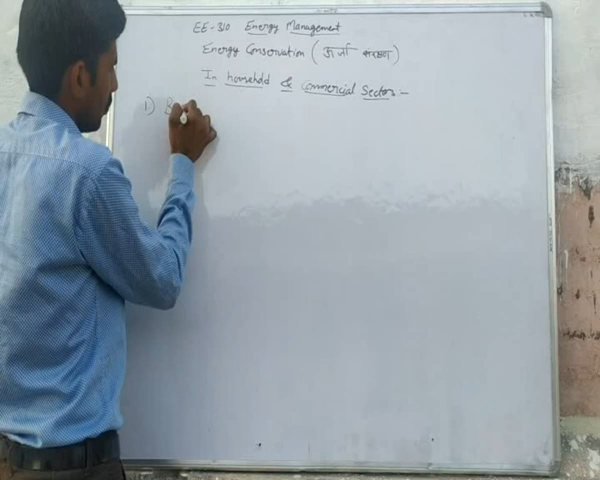 EE-310 Energy Management
Energy Conservation (ऊर्जा संरक्षण)
In household & Commercial Sector :-
1) B